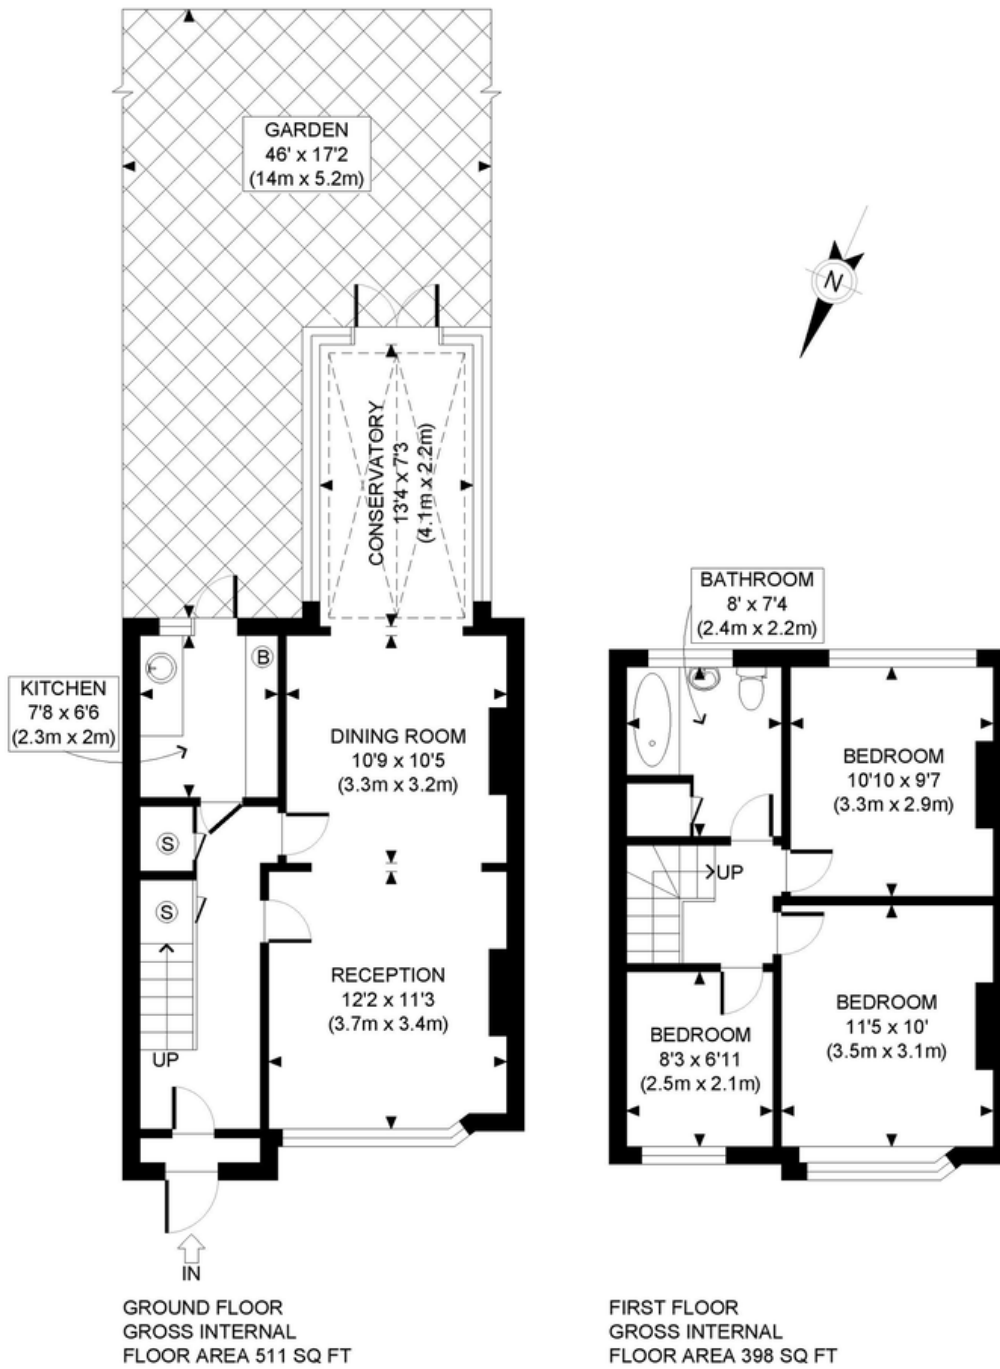 GARDEN
46' x 17'2
(14m x 5.2m)
N
CONSERVATORY
13'4 x 7'3
(4.1m x 2.2m)
BATHROOM
8' x 7'4
(2.4m x 2.2m)
B
KITCHEN
7'8 x 6'6
(2.3m x 2m)
DINING ROOM
10'9 x 10'5
(3.3m x 3.2m)
BEDROOM
10'10 x 9'7
(3.3m x 2.9m)
S
UP
S
RECEPTION
12'2 x 11'3
(3.7m x 3.4m)
BEDROOM
11'5 x 10'
(3.5m x 3.1m)
UP
BEDROOM
8'3 x 6'11
(2.5m x 2.1m)
IN
GROUND FLOOR
GROSS INTERNAL
FLOOR AREA 511 SQ FT
FIRST FLOOR
GROSS INTERNAL
FLOOR AREA 398 SQ FT